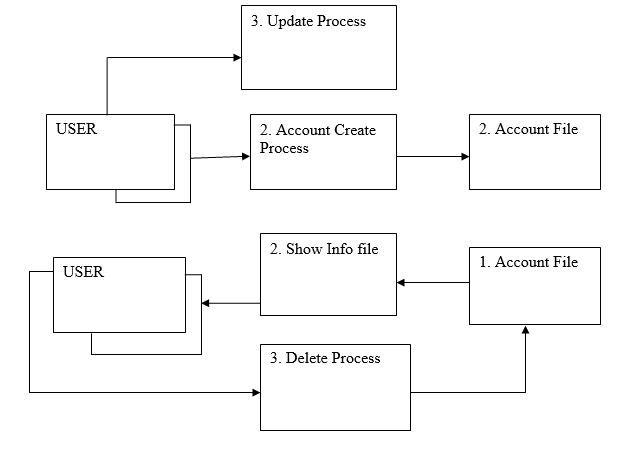 3. Update Process
USER
2. Account Create
Process
2. Account File
2. Show Info file
1. Account File
USER
3. Delete Process